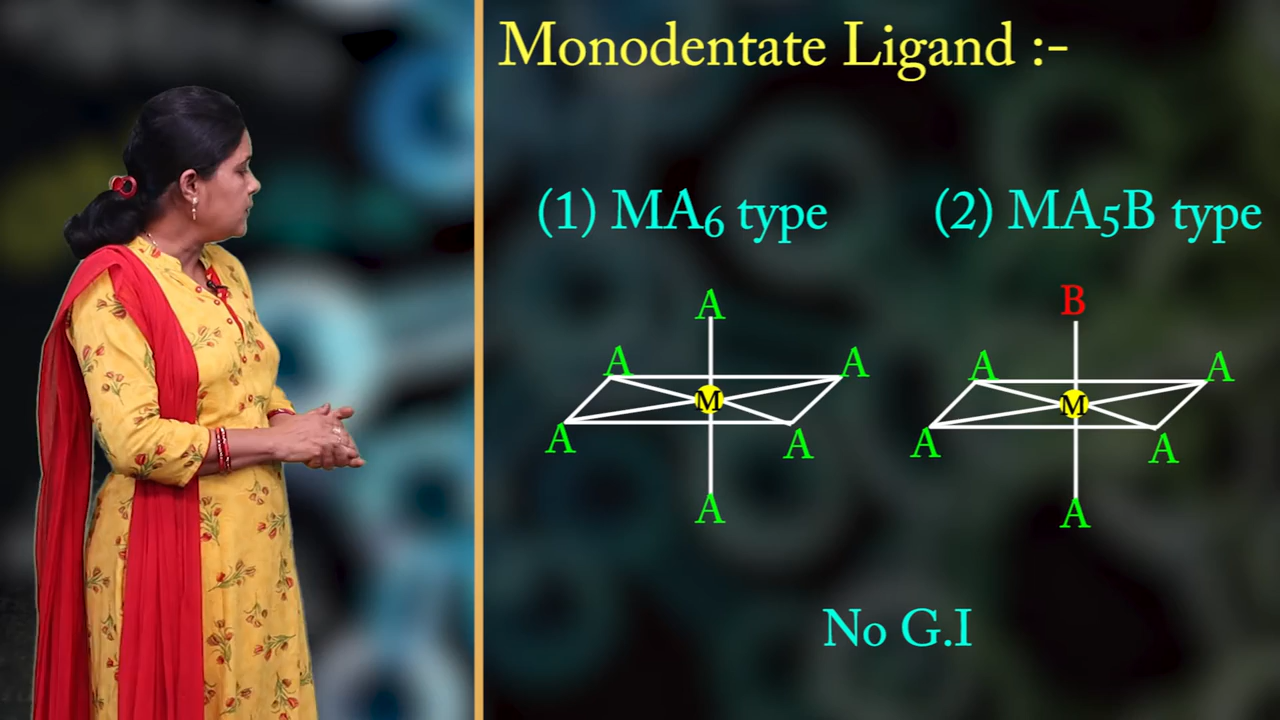 Monodentate Ligand :-
(1) MA₆ type
(2) MA₅B type
A
A
A
M
A
A
A
B
A
A
M
A
A
A
No G.I